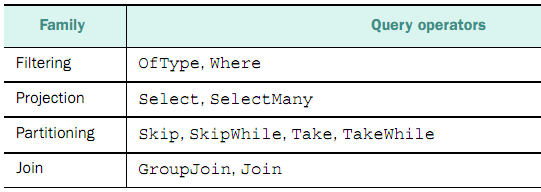 Family Query operators
Filtering OfType, Where
Projection Select, SelectMany
Partitioning Skip, SkipWhile, Take, TakeWhile
Join GroupJoin, Join